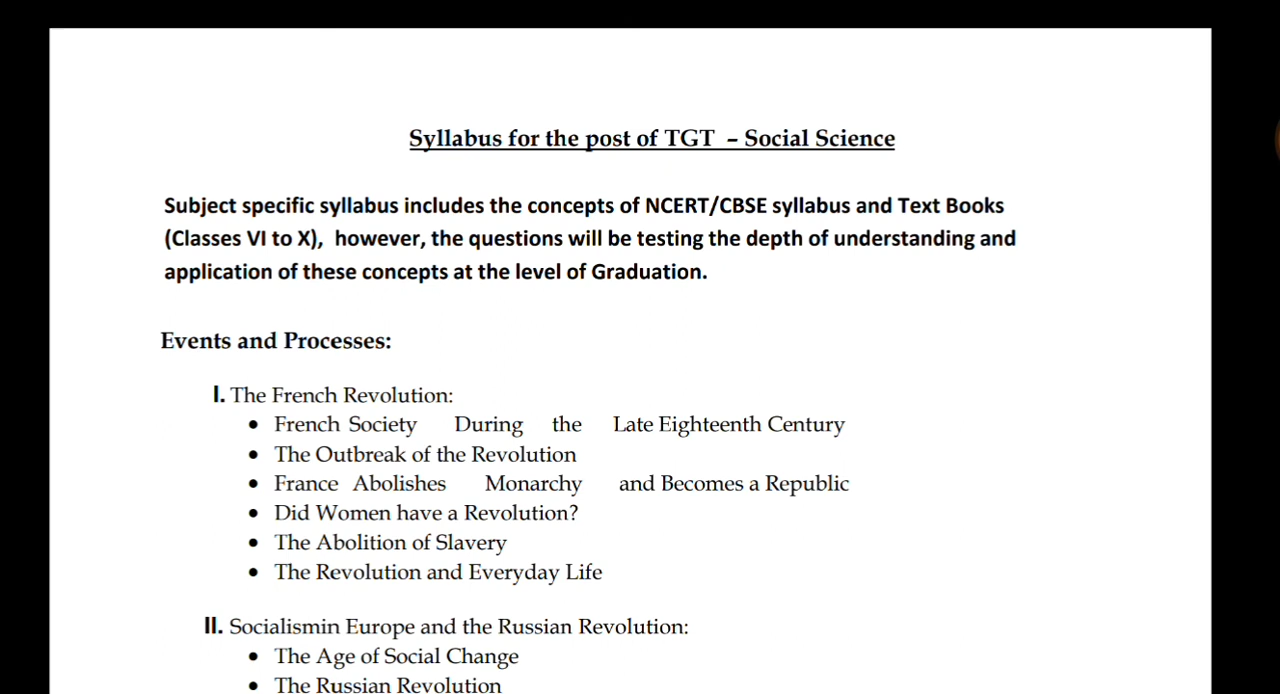 Syllabus for the post of TGT – Social Science
Subject specific syllabus includes the concepts of NCERT/CBSE syllabus and Text Books
(Classes VI to X), however, the questions will be testing the depth of understanding and
application of these concepts at the level of Graduation.
Events and Processes:
I. The French Revolution:
• French Society During the Late Eighteenth Century
• The Outbreak of the Revolution
• France Abolishes Monarchy and Becomes a Republic
• Did Women have a Revolution?
• The Abolition of Slavery
• The Revolution and Everyday Life
II. Socialismin Europe and the Russian Revolution:
• The Age of Social Change
• The Russian Revolution